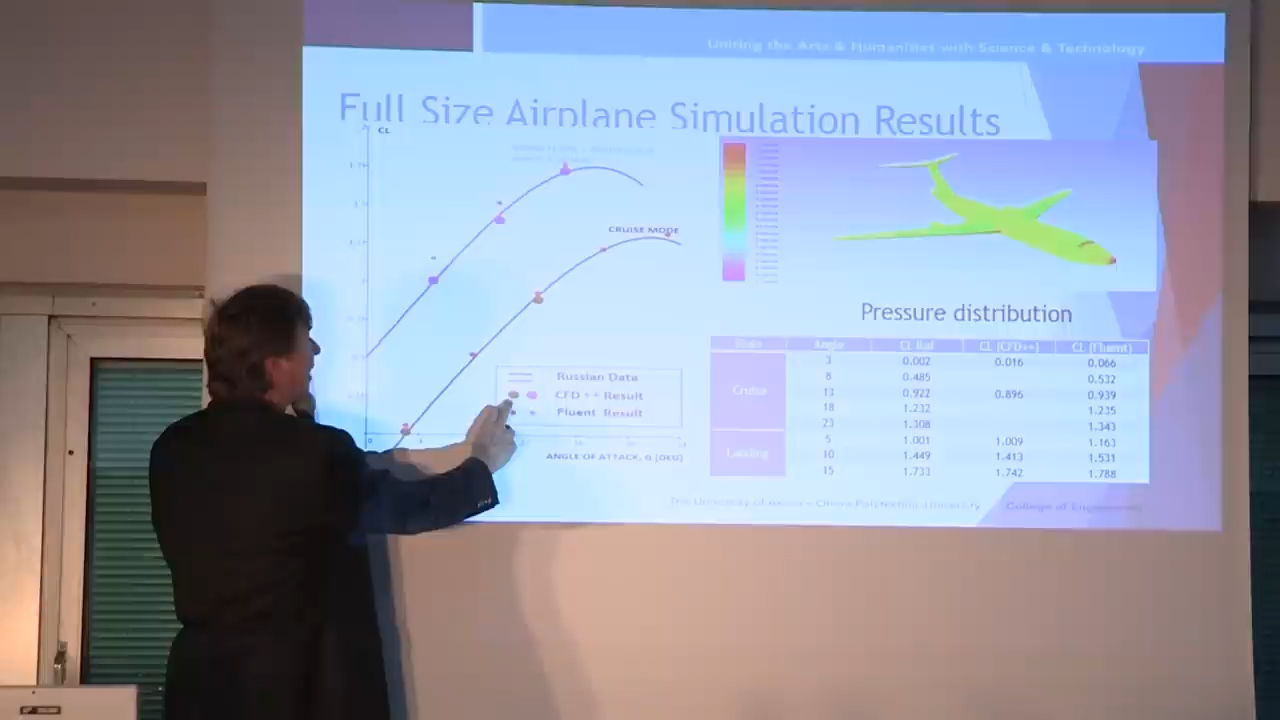 Uniting the Arts & Humanities with Science & Technology
Full Size Airplane Simulation Results
CL
CRUISE MODE
Russian Data
CFD++ Result
Fluent Result
ANGLE OF ATTACK, α [DEG]
Pressure distribution
State Angle CL Ref CL (CFD++) CL (Fluent)
Cruise
3 0.002 0.016 0.066
8 0.485 0.532
13 0.922 0.896 0.939
18 1.232 1.235
23 1.308 1.343
5 1.001 1.009 1.163
10 1.449 1.413 1.531
15 1.733 1.742 1.788
The University of Akron – Polytechnic University College of Engineering